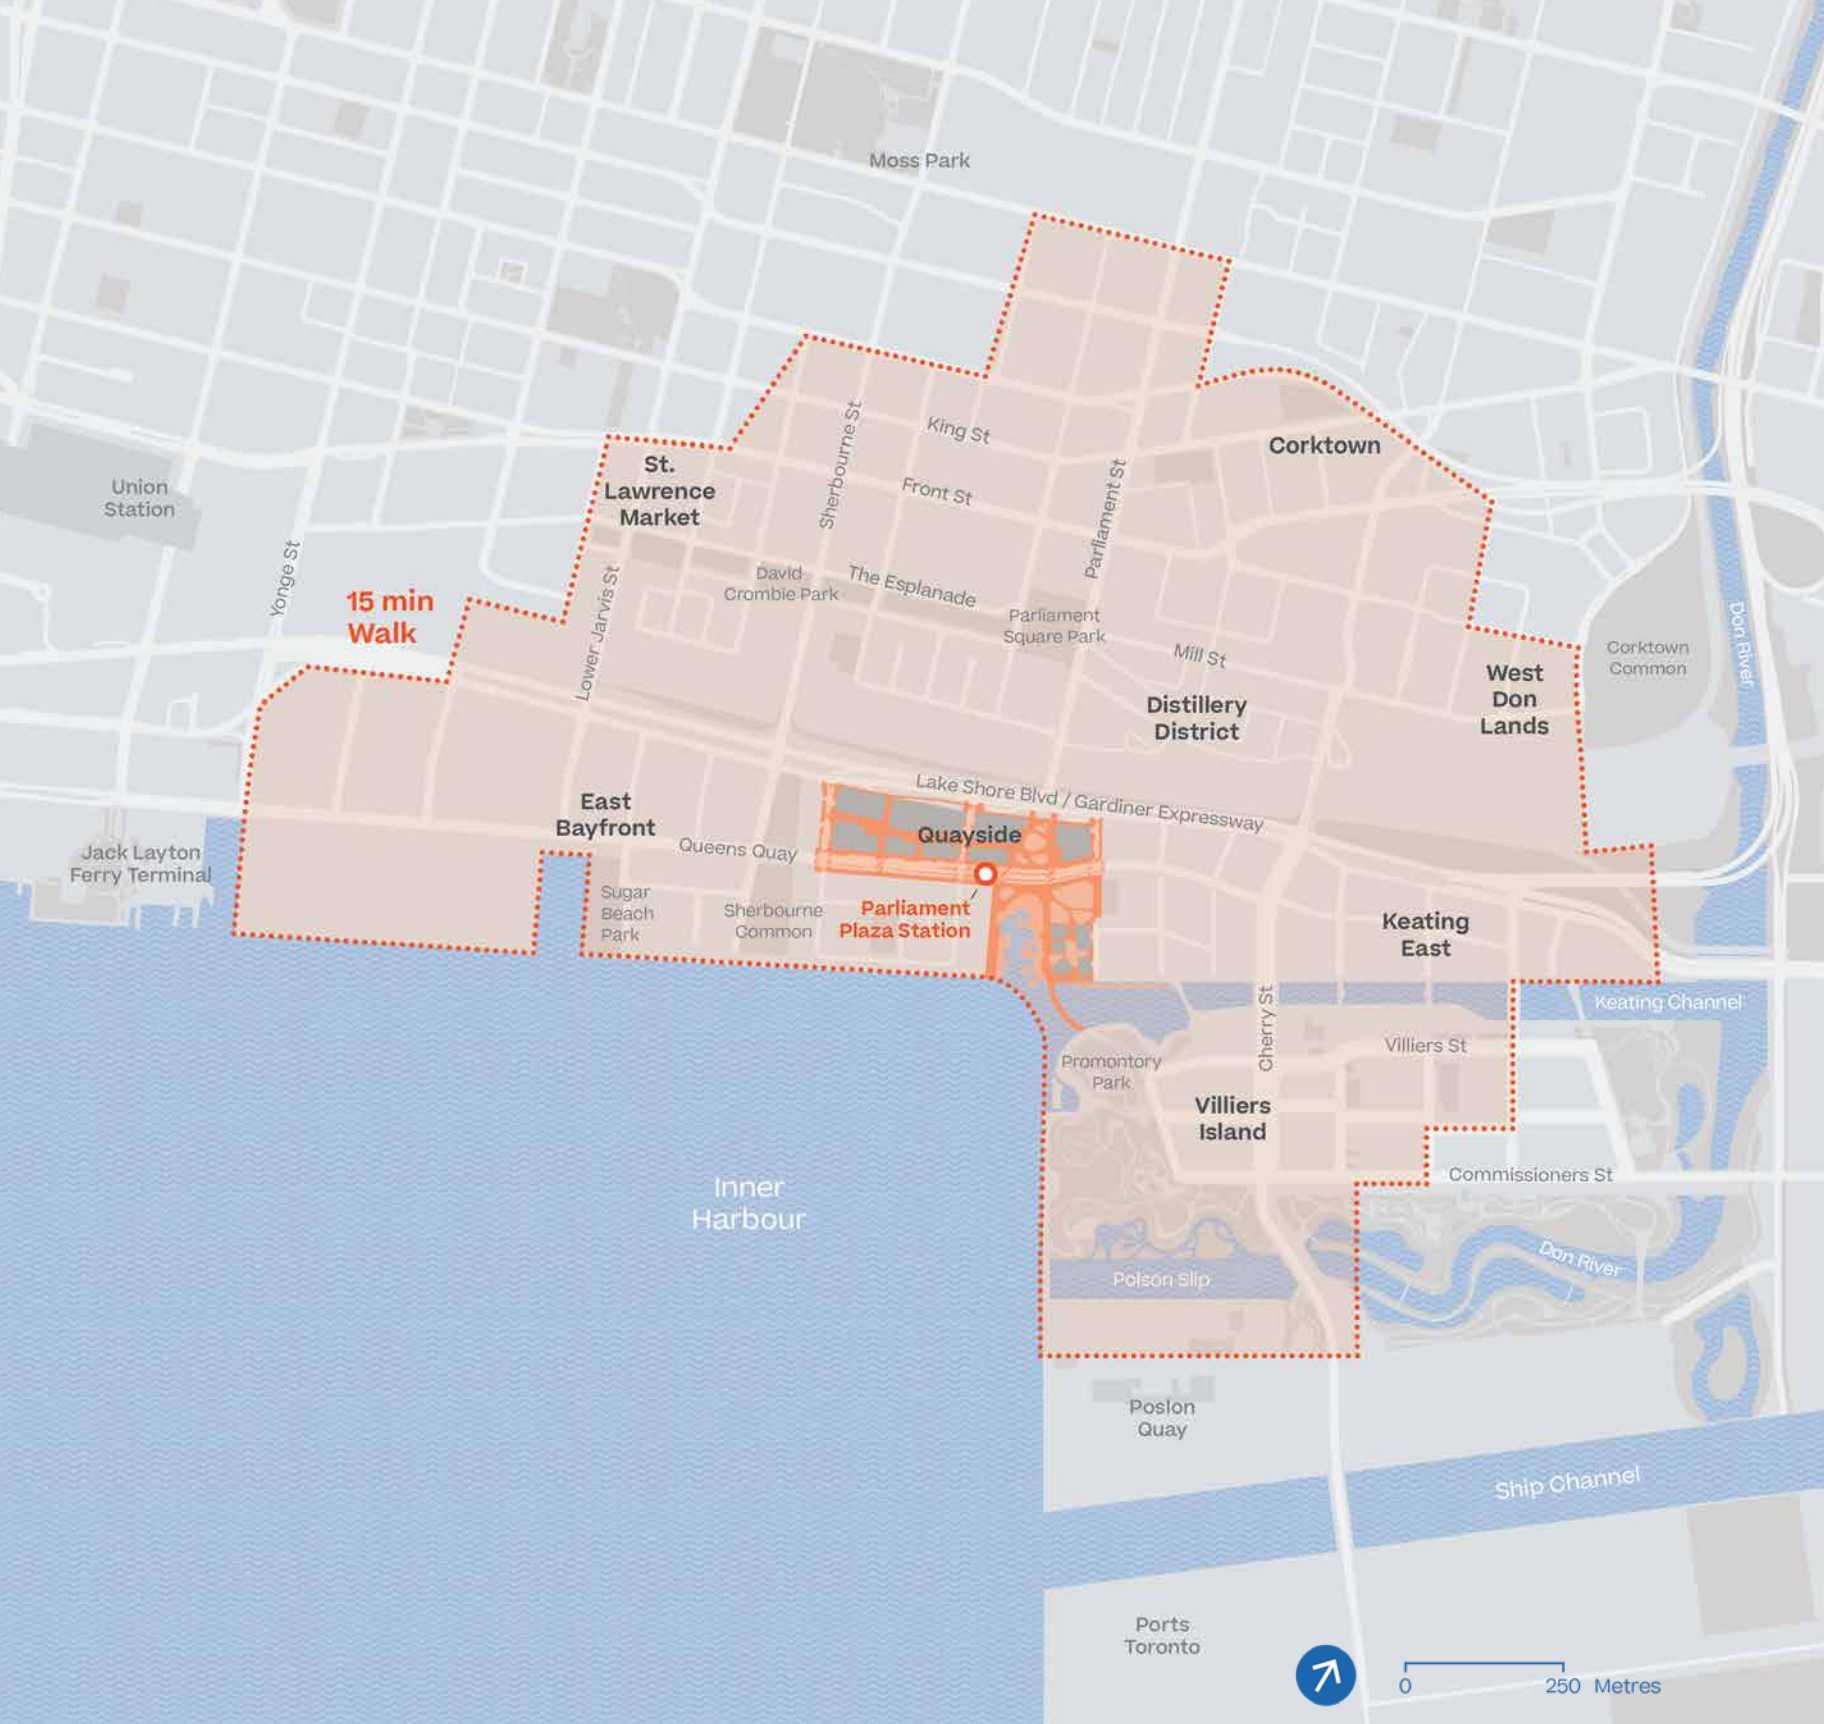 Moss Park
King St
Corktown
St.
Lawrence
Market
Sherbourne St
Front St
Parliament St
Union
Station
Yonge St
15 min
Walk
Lower Jarvis St
David
Crombie Park
The Esplanade
Parliament
Square Park
Mill St
Corktown
Common
Don River
West
Don
Lands
Distillery
District
Lake Shore Blvd / Gardiner Expressway
East
Bayfront
Quayside
Queens Quay
Jack Layton
Ferry Terminal
Sugar
Beach
Park
Sherbourne
Common
Parliament
Plaza Station
Keating
East
Keating Channel
Cherry St
Villiers St
Promontory
Park
Villiers
Island
Commissioners St
Inner
Harbour
Don River
Polson Slip
Poslon
Quay
Ship Channel
Ports
Toronto
0 250 Metres